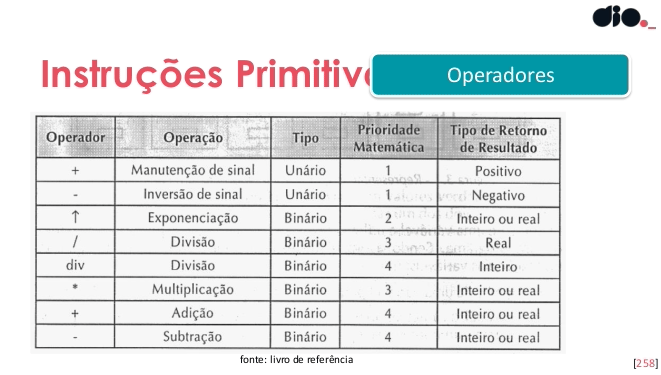 dio._
Instruções Primitiv
Operadores
Operador Operação Tipo Prioridade Matemática Tipo de Retorno de Resultado
+ Manutenção de sinal Unário 1 Positivo
- Inversão de sinal Unário 1 Negativo
↑ Exponenciação Binário 2 Inteiro ou real
/ Divisão Binário 3 Real
div Divisão Binário 4 Inteiro
* Multiplicação Binário 3 Inteiro ou real
+ Adição Binário 4 Inteiro ou real
- Subtração Binário 4 Inteiro ou real
fonte: livro de referência
[258]